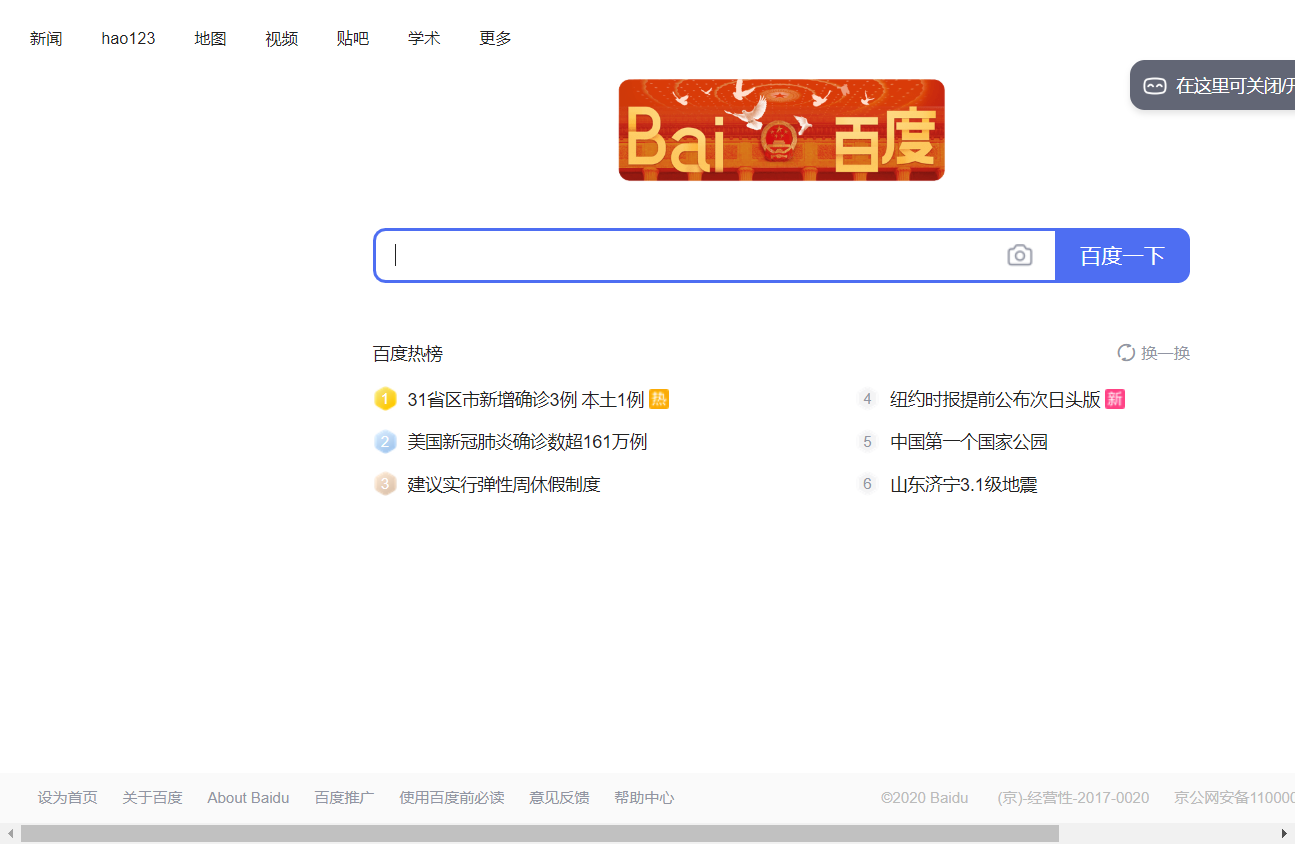 新闻 hao123 地图 视频 贴吧 学术 更多
在这里可关闭/开
Bai 百度
百度一下
百度热榜 换一换
1 31省区市新增确诊3例 本土1例 热
2 美国新冠肺炎确诊数超161万例
3 建议实行弹性周休假制度
4 纽约时报提前公布次日头版 新
5 中国第一个国家公园
6 山东济宁3.1级地震
设为首页 关于百度 About Baidu 百度推广 使用百度前必读 意见反馈 帮助中心 ©2020 Baidu (京)-经营性-2017-0020 京公网安备110000